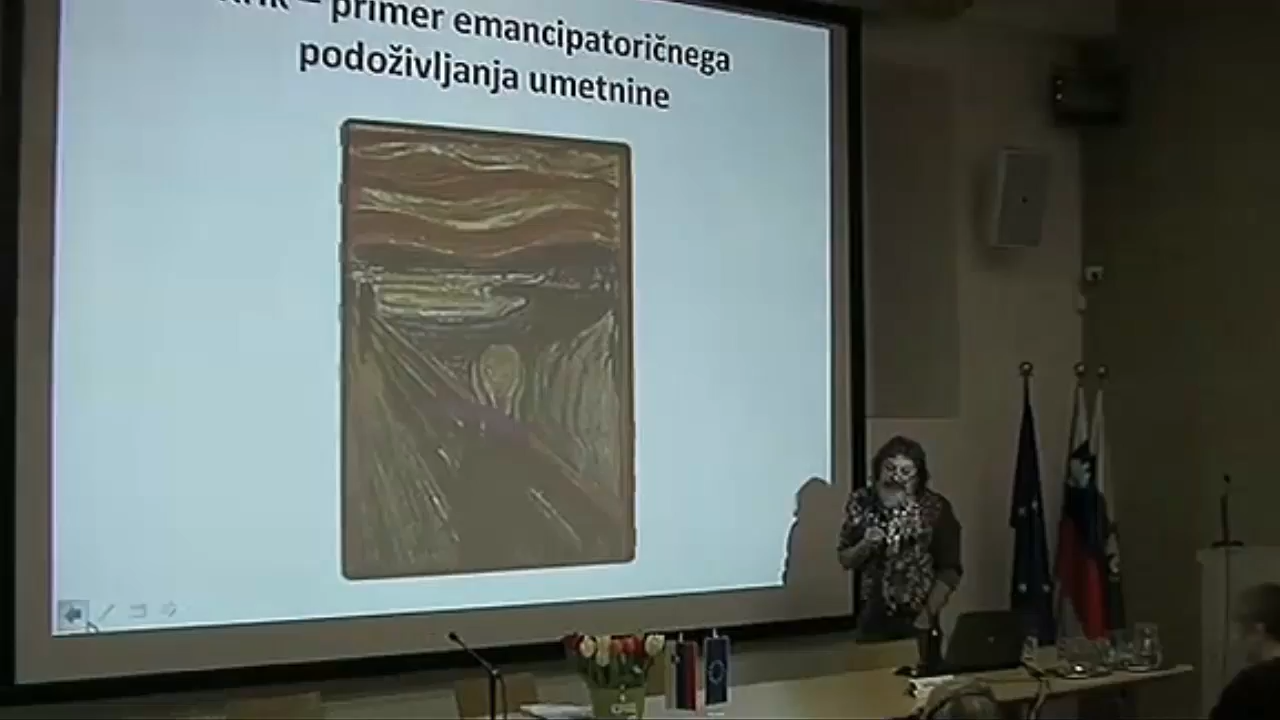 – primer emancipatoričnega
podoživljanja umetnine